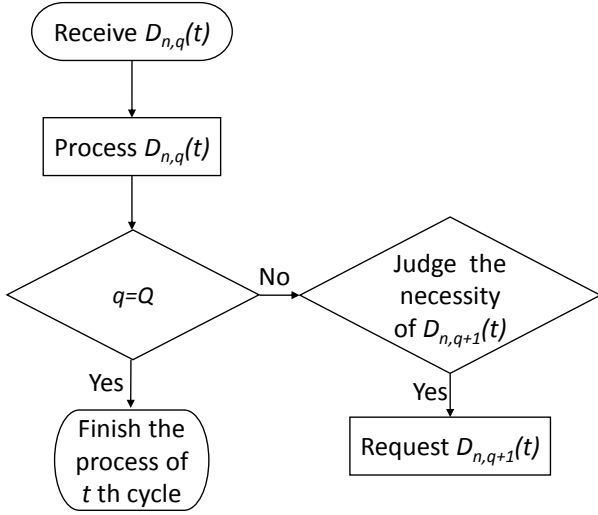 Receive D_{n,q}(t)
Process D_{n,q}(t)
q=Q
No
Judge the
necessity
of D_{n,q+1}(t)
Yes
Finish the
process of
t th cycle
Yes
Request D_{n,q+1}(t)